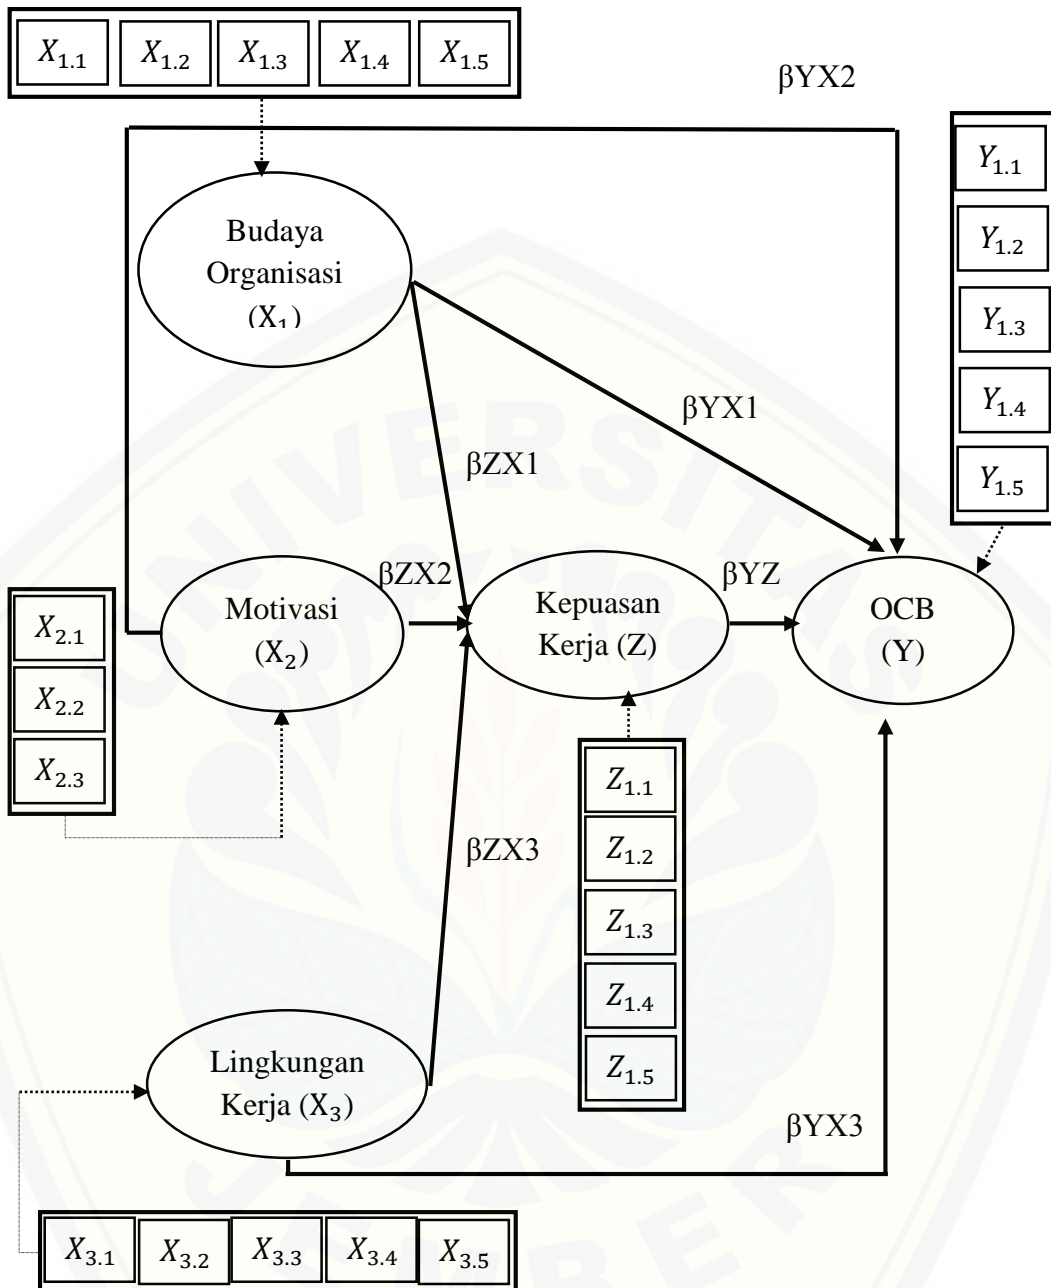 X1.1 X1.2 X1.3 X1.4 X1.5
βYX2
Y1.1
Y1.2
Y1.3
Y1.4
Y1.5
Budaya
Organisasi
(X1)
βYX1
βZX1
βZX2
βYZ
X2.1
X2.2
X2.3
Motivasi
(X2)
Kepuasan
Kerja (Z)
OCB
(Y)
Z1.1
Z1.2
Z1.3
Z1.4
Z1.5
βZX3
Lingkungan
Kerja (X3)
βYX3
X3.1 X3.2 X3.3 X3.4 X3.5
UNIVERSITAS
JEMBER